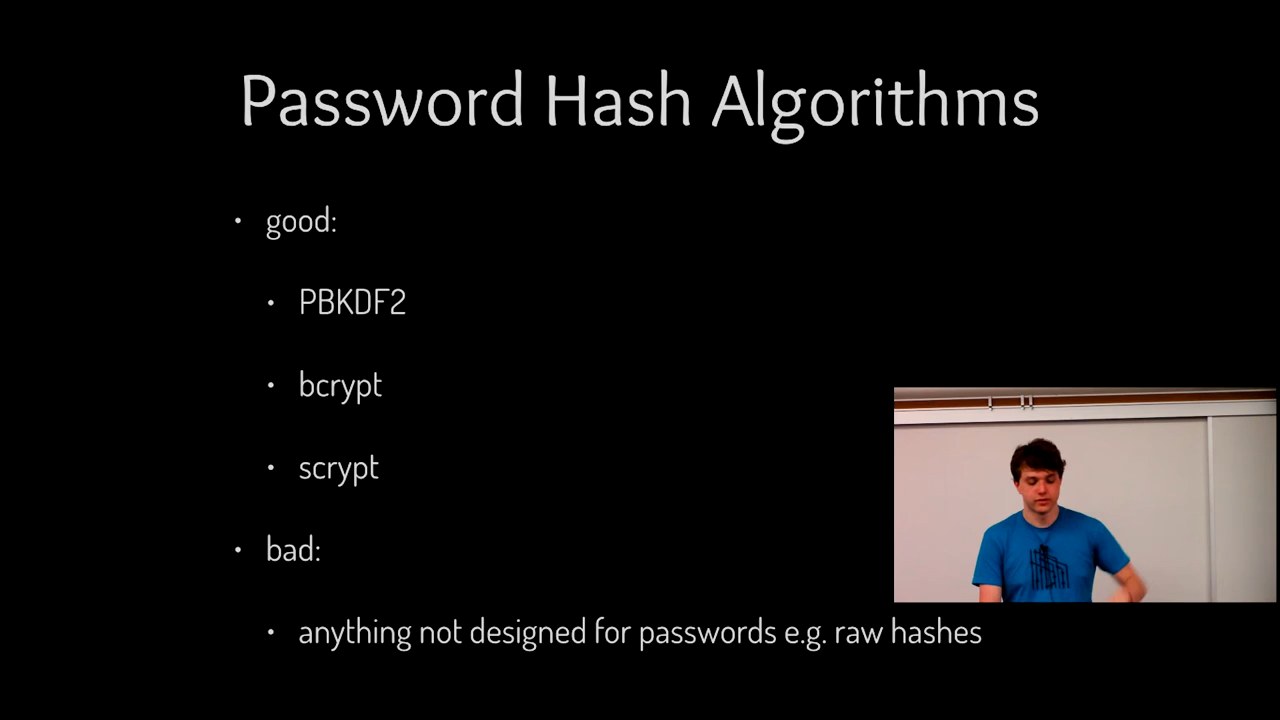 Password Hash Algorithms
• good:
• PBKDF2
• bcrypt
• scrypt
• bad:
• anything not designed for passwords e.g. raw hashes